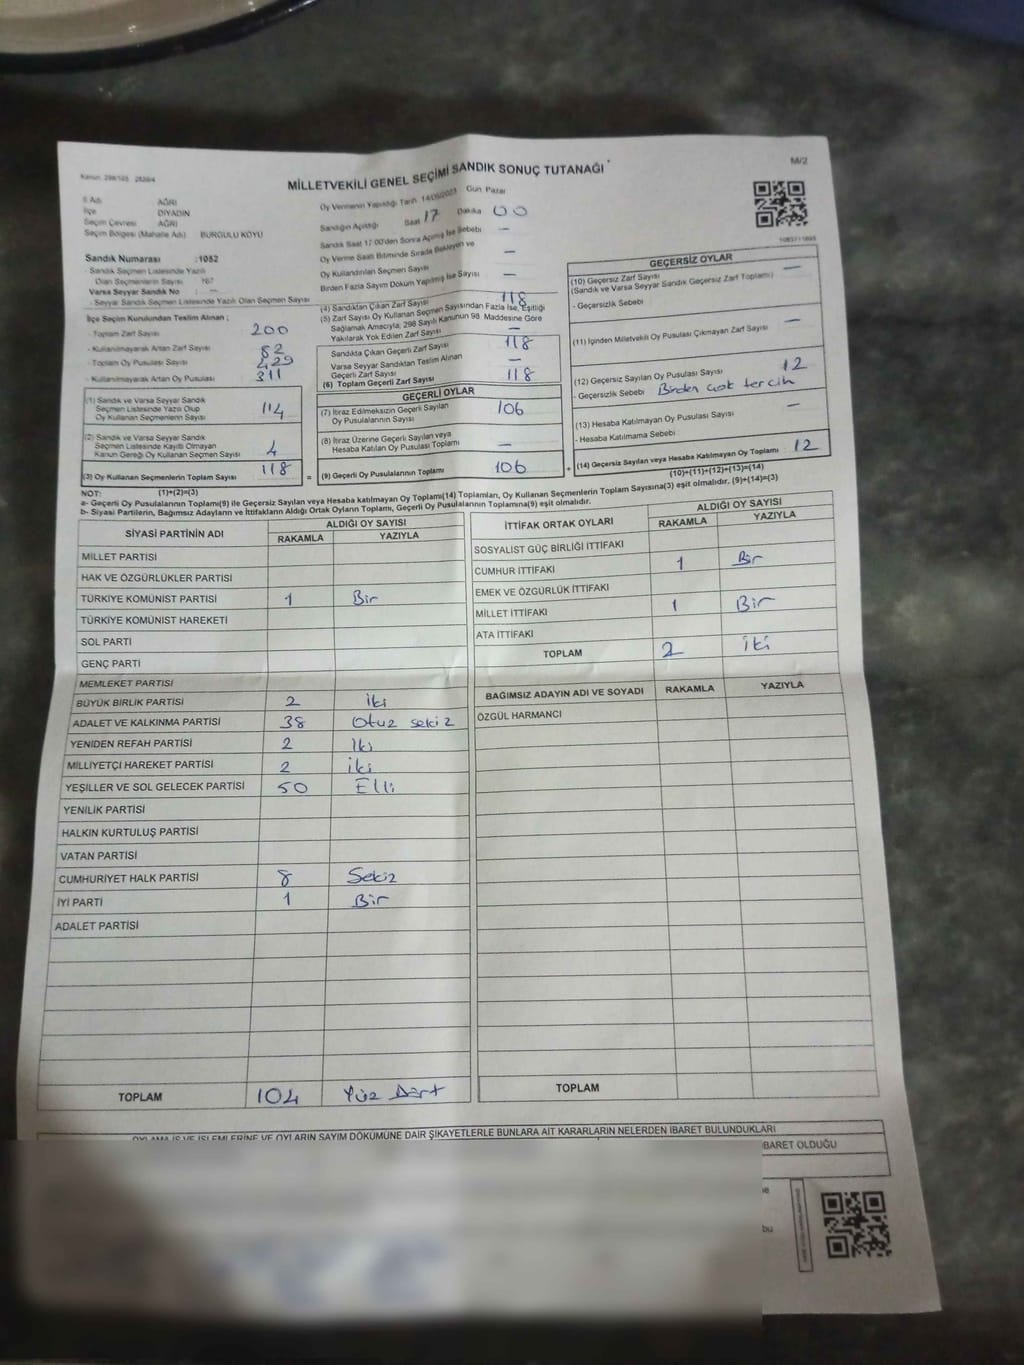 M/2
Kanun: 298/105 2839/4
MİLLETVEKİLİ GENEL SEÇİMİ SANDIK SONUÇ TUTANAĞI
İl Adı AĞRI
İlçe DİYADİN
Seçim Çevresi AĞRI
Seçim Bölgesi (Mahalle Adı) BURGULU KÖYÜ
Sandık Numarası :1052
- Sandık Seçmen Listesinde Yazılı
Olan Seçmenlerin Sayısı 167
Varsa Seyyar Sandık No : —
- Seyyar Sandık Seçmen Listesinde Yazılı Olan Seçmen Sayısı
İlçe Seçim Kurulundan Teslim Alınan ;
- Toplam Zarf Sayısı 200
- Kullanılmayarak Artan Zarf Sayısı 82
- Toplam Oy Pusulası Sayısı 429
- Kullanılmayarak Artan Oy Pusulası 311
(1) Sandık ve Varsa Seyyar Sandık
Seçmen Listesinde Yazılı Olup
Oy Kullanan Seçmenlerin Sayısı 114
(2) Sandık ve Varsa Seyyar Sandık
Seçmen Listesinde Kayıtlı Olmayan
Kanun Gereği Oy Kullanan Seçmen Sayısı 4
(3) Oy Kullanan Seçmenlerin Toplam Sayısı 118
(1)+(2)=(3)
Oy Vermenin Yapıldığı Tarih 14/05/2023 Gün Pazar
Sandığın Açıldığı Saat 17 Dakika 00
Sandık Saat 17.00'den Sonra Açılmış İse Sebebi —
Oy Verme Saati Bitiminde Sırada Bekleyen ve
Oy Kullandırılan Seçmen Sayısı —
Birden Fazla Sayım Döküm Yapılmış İse Sayısı —
(4) Sandıktan Çıkan Zarf Sayısı 118
(5) Zarf Sayısı Oy Kullanan Seçmen Sayısından Fazla İse, Eşitliği
Sağlamak Amacıyla, 298 Sayılı Kanunun 98. Maddesine Göre
Yakılarak Yok Edilen Zarf Sayısı —
Sandıkta Çıkan Geçerli Zarf Sayısı 118
Varsa Seyyar Sandıktan Teslim Alınan
Geçerli Zarf Sayısı —
(6) Toplam Geçerli Zarf Sayısı 118
GEÇERLİ OYLAR
(7) İtiraz Edilmeksizin Geçerli Sayılan
Oy Pusulalarının Sayısı 106
(8) İtiraz Üzerine Geçerli Sayılan veya
Hesaba Katılan Oy Pusulası Toplamı —
= (9) Geçerli Oy Pusulalarının Toplamı 106 +
GEÇERSİZ OYLAR
(10) Geçersiz Zarf Sayısı —
(Sandık ve Varsa Seyyar Sandık Geçersiz Zarf Toplamı)
- Geçersizlik Sebebi
(11) İçinden Milletvekili Oy Pusulası Çıkmayan Zarf Sayısı —
(12) Geçersiz Sayılan Oy Pusulası Sayısı 12
- Geçersizlik Sebebi Birden çok tercih
(13) Hesaba Katılmayan Oy Pusulası Sayısı —
- Hesaba Katılmama Sebebi
(14) Geçersiz Sayılan veya Hesaba Katılmayan Oy Toplamı : 12
(10)+(11)+(12)+(13)=(14)
NOT:
a- Geçerli Oy Pusulalarının Toplamı(9) ile Geçersiz Sayılan veya Hesaba katılmayan Oy Toplamı(14) Toplamları, Oy Kullanan Seçmenlerin Toplam Sayısına(3) eşit olmalıdır. (9)+(14)=(3)
b- Siyasi Partilerin, Bağımsız Adayların ve İttifakların Aldığı Ortak Oyların Toplamı, Geçerli Oy Pusulalarının Toplamına(9) eşit olmalıdır.
SİYASİ PARTİNİN ADI ALDIĞI OY SAYISI
RAKAMLA YAZIYLA
MİLLET PARTİSİ
HAK VE ÖZGÜRLÜKLER PARTİSİ
TÜRKİYE KOMÜNİST PARTİSİ 1 Bir
TÜRKİYE KOMÜNİST HAREKETİ
SOL PARTİ
GENÇ PARTİ
MEMLEKET PARTİSİ
BÜYÜK BİRLİK PARTİSİ 2 iki
ADALET VE KALKINMA PARTİSİ 38 Otuz sekiz
YENİDEN REFAH PARTİSİ 2 İki
MİLLİYETÇİ HAREKET PARTİSİ 2 iki
YEŞİLLER VE SOL GELECEK PARTİSİ 50 Elli
YENİLİK PARTİSİ
HALKIN KURTULUŞ PARTİSİ
VATAN PARTİSİ
CUMHURİYET HALK PARTİSİ 8 Sekiz
İYİ PARTİ 1 Bir
ADALET PARTİSİ
TOPLAM 104 Yüz Dört
İTTİFAK ORTAK OYLARI ALDIĞI OY SAYISI
RAKAMLA YAZIYLA
SOSYALİST GÜÇ BİRLİĞİ İTTİFAKI
CUMHUR İTTİFAKI 1 Bir
EMEK VE ÖZGÜRLÜK İTTİFAKI
MİLLET İTTİFAKI 1 Bir
ATA İTTİFAKI
TOPLAM 2 iki
BAĞIMSIZ ADAYIN ADI VE SOYADI RAKAMLA YAZIYLA
ÖZGÜL HARMANCI
TOPLAM
OYLAMA İŞ VE İŞLEMLERİNE VE OYLARIN SAYIM DÖKÜMÜNE DAİR ŞİKAYETLERLE BUNLARA AİT KARARLARIN NELERDEN İBARET BULUNDUKLARI
İBARET OLDUĞU